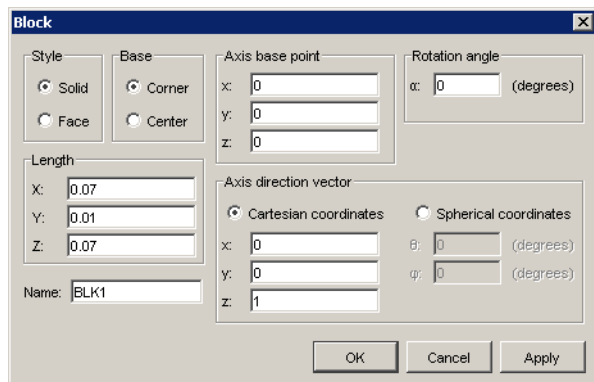 Block
Style
Solid
Face
Base
Corner
Center
Length
X: 0.07
Y: 0.01
Z: 0.07
Name: BLK1
Axis base point
x: 0
y: 0
z: 0
Rotation angle
α: 0 (degrees)
Axis direction vector
Cartesian coordinates
x: 0
y: 0
z: 1
Spherical coordinates
θ: 0 (degrees)
φ: 0 (degrees)
OK
Cancel
Apply